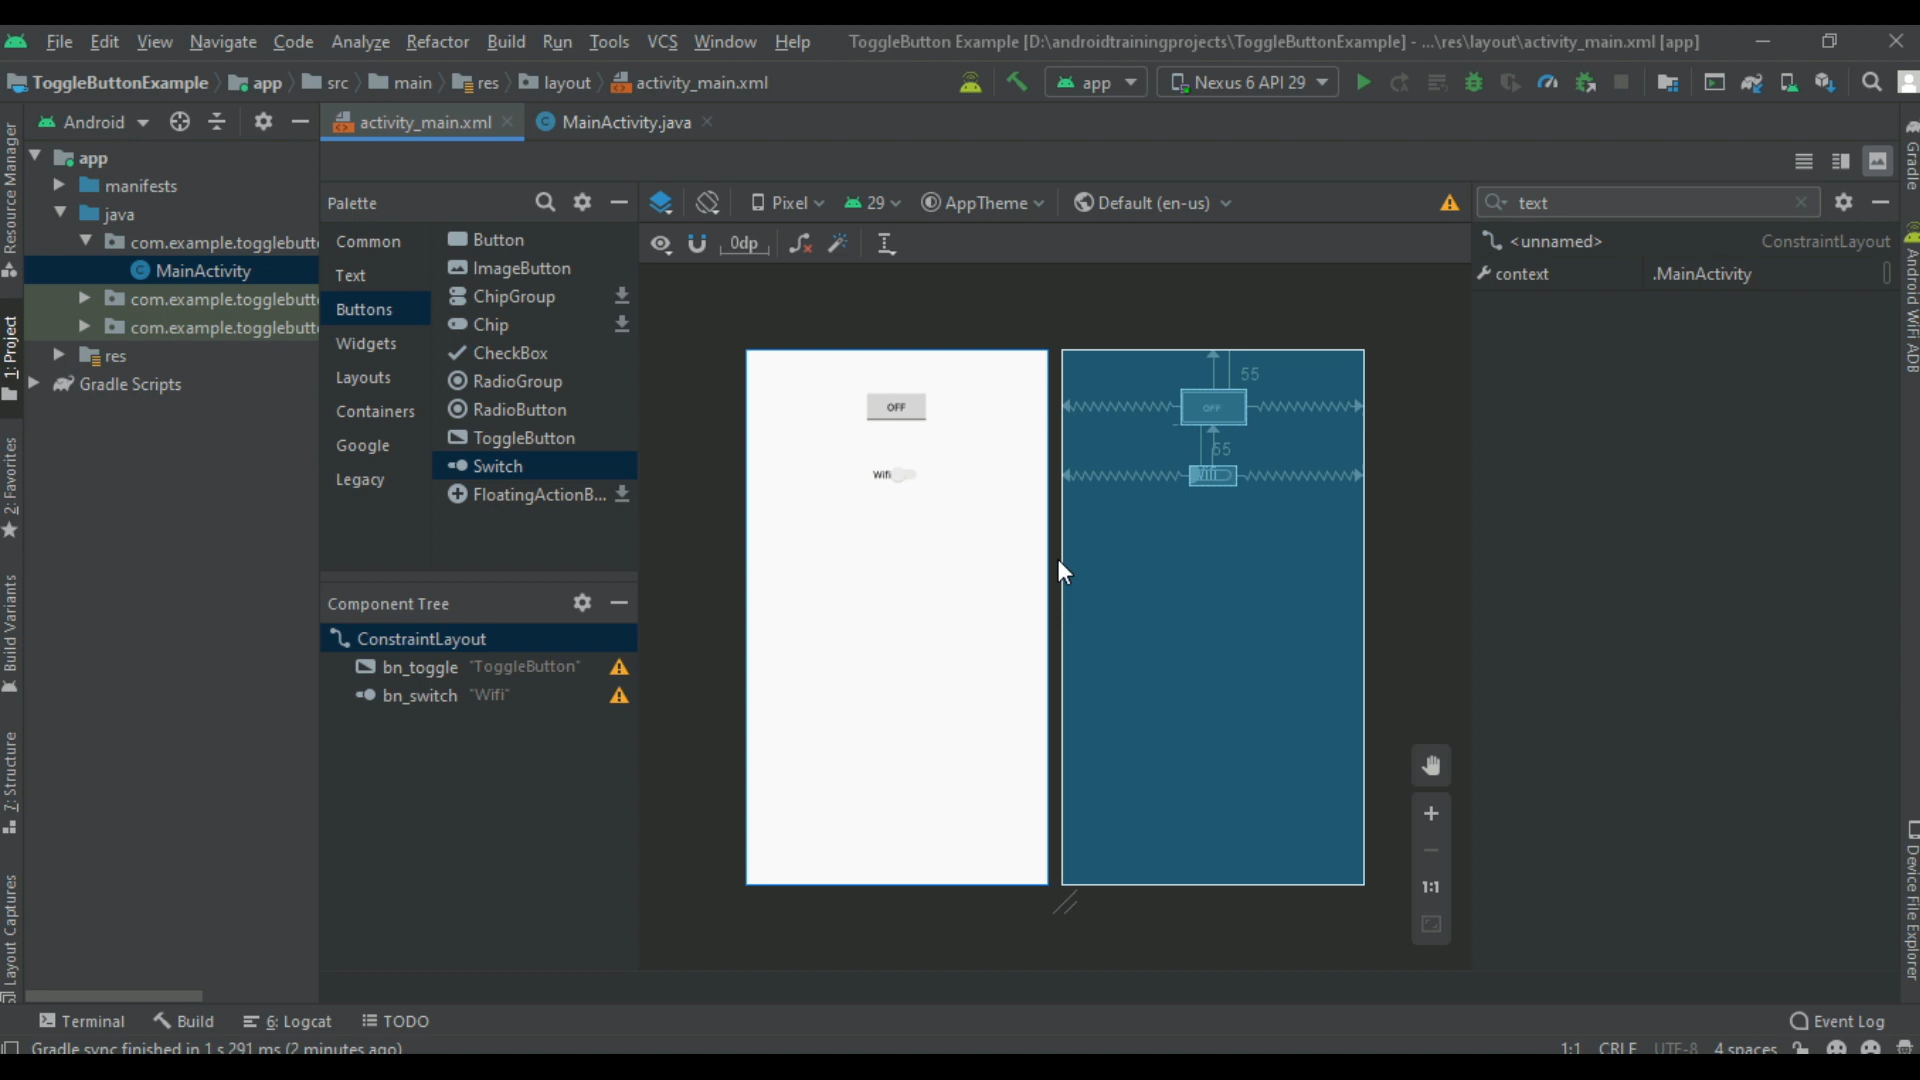 File Edit View Navigate Code Analyze Refactor Build Run Tools VCS Window Help ToggleButton Example [D:\androidtrainingprojects\ToggleButtonExample] - ...\res\layout\activity_main.xml [app]
ToggleButtonExample app src main res layout activity_main.xml app Nexus 6 API 29
Android activity_main.xml MainActivity.java
app
manifests
java
com.example.togglebutt
MainActivity
com.example.togglebutt
com.example.togglebutt
res
Gradle Scripts
Resource Manager
1: Project
2: Favorites
Build Variants
7: Structure
Layout Captures
Palette
Common
Text
Buttons
Widgets
Layouts
Containers
Google
Legacy
Button
ImageButton
ChipGroup
Chip
CheckBox
RadioGroup
RadioButton
ToggleButton
Switch
FloatingActionB...
Component Tree
ConstraintLayout
bn_toggle "ToggleButton"
bn_switch "Wifi"
Pixel 29 AppTheme Default (en-us)
0dp
OFF
Wifi
55
OFF
55
Wifi
1:1
text
<unnamed> ConstraintLayout
context .MainActivity
Gradle
Android WiFi ADB
Device File Explorer
Terminal Build 6: Logcat TODO Event Log
Gradle sync finished in 1 s 291 ms (2 minutes ago) 1:1 CRLF UTF-8 4 spaces